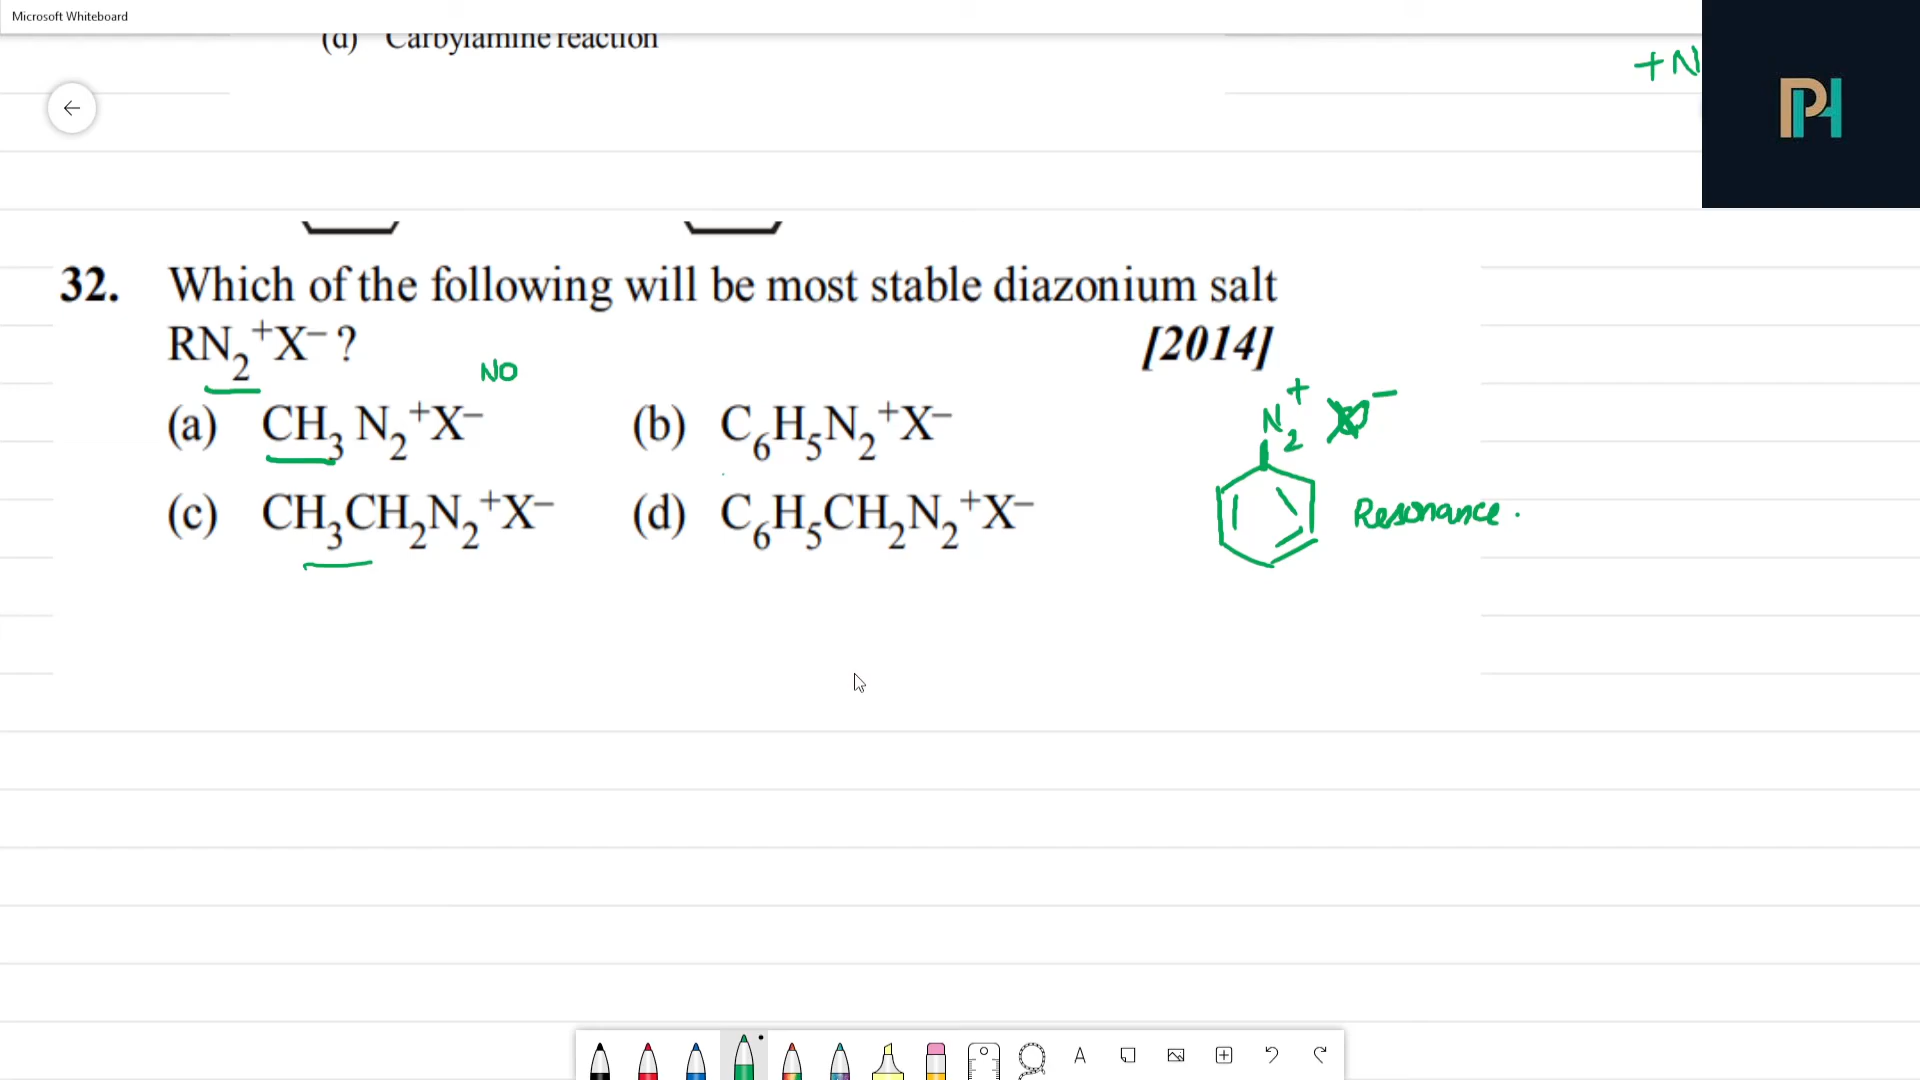 Microsoft Whiteboard
(d) Carbylamine reaction
+N
PH
32. Which of the following will be most stable diazonium salt
RN₂⁺X⁻ ? [2014]
NO
(a) CH₃ N₂⁺X⁻ (b) C₆H₅N₂⁺X⁻
(c) CH₃CH₂N₂⁺X⁻ (d) C₆H₅CH₂N₂⁺X⁻
N₂⁺ X⁻
Resonance.
A